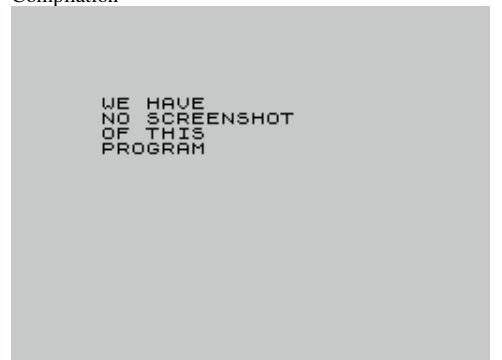 Compilation
WE HAVE
NO SCREENSHOT
OF THIS
PROGRAM